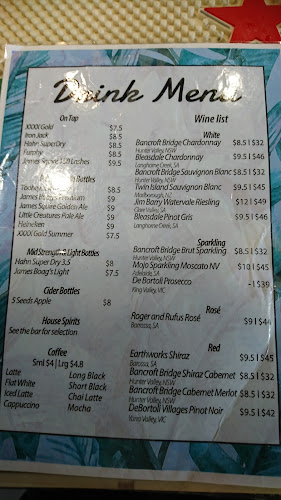 Drink Menu
On Tap
XXXX Gold $7.5
Iron Jack $8.5
Hahn SuperDry $8.5
Furphy $8.5
James Squire 150 Lashes $9.5
Bottles
$8.5
James $9
James Squire Golden Ale $9
Little Creatures Pale Ale $9
Heineken $9
XXXX Gold Summer $7.5
Mid Strength & Light Bottles
Hahn Super Dry 3.5 $8
James Boag's Light $7.5
Cider Bottles
5 Seeds Apple $8
House Spirits
See the bar for selection
Coffee
Sml $4 | Lrg $4.8
Latte Long Black
Flat White Short Black
Iced Latte Chai Latte
Cappuccino Mocha
Wine list
White
Bancroft Bridge Chardonnay $8.5 | $32
Hunter Valley, NSW
Bleasdale Chardonnay $9.5 | $46
Langhorne Creek, SA
Bancroft Bridge Sauvignon Blanc $8.5 | $32
Hunter Valley, NSW
Twin Island Sauvignon Blanc $9.5 | $45
Marlborough, NZ
Jim Barry Watervale Riesling $12 | $49
Clare Valley, SA
Bleasdale Pinot Gris $9.5 | $46
Langhorne Creek, SA
Sparkling
Bancroft Bridge Brut Sparkling $8.5 | $32
Hunter Valley, NSW
Mojo Sparkling Moscato NV $10 | $45
Adelaide, SA
De Bortoli Prosecco - | $39
King Valley, VIC
Rosé
Roger and Rufus Rosé $9 | $44
Barossa, SA
Red
Earthworks Shiraz $9.5 | $45
Barossa, SA
Bancroft Bridge Shiraz Cabernet $8.5 | $32
Hunter Valley, NSW
Bancroft Bridge Cabernet Merlot $8.5 | $32
Hunter Valley, NSW
DeBortoli Villages Pinot Noir $9.5 | $42
Yarra Valley, VIC